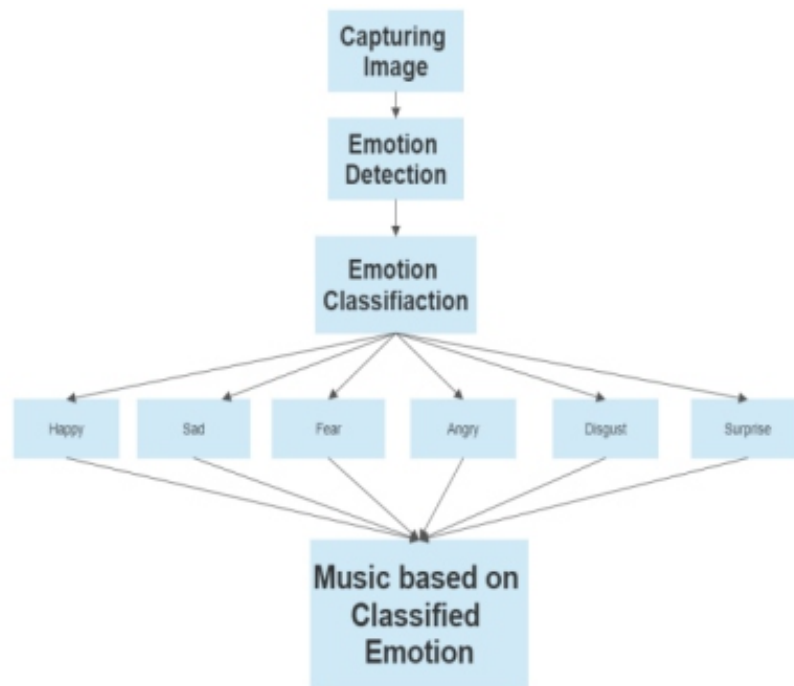 Capturing
Image
Emotion
Detection
Emotion
Classifiaction
Happy
Sad
Fear
Angry
Disgust
Surprise
Music based on
Classified
Emotion